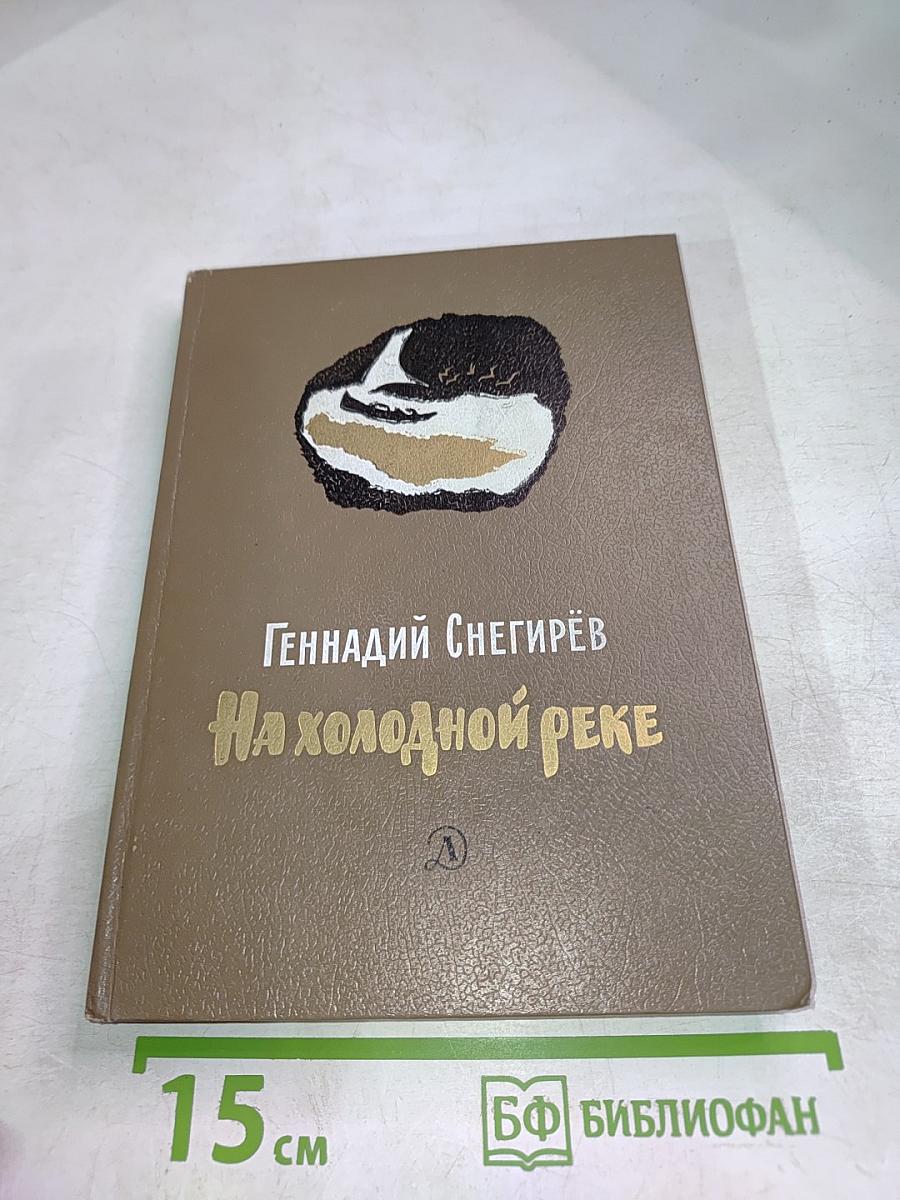 Геннадий Снегирёв
На холодной реке
Д
15 см
БФ БИБЛИОФАН